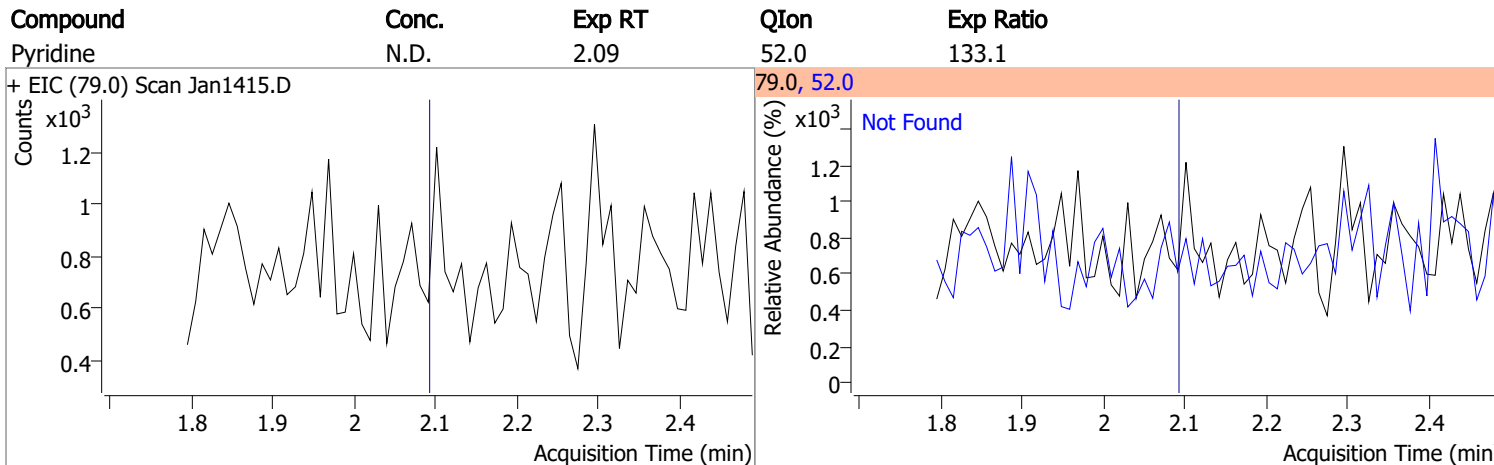 Compound Conc. Exp RT QIon Exp Ratio
Pyridine N.D. 2.09 52.0 133.1
+ EIC (79.0) Scan Jan1415.D
Counts
x10³
1.2
1
0.8
0.6
0.4
1.8 1.9 2 2.1 2.2 2.3 2.4
Acquisition Time (min)
79.0, 52.0
Relative Abundance (%)
x10³
Not Found
1.2
1
0.8
0.6
0.4
0.2
0
1.8 1.9 2 2.1 2.2 2.3 2.4
Acquisition Time (min